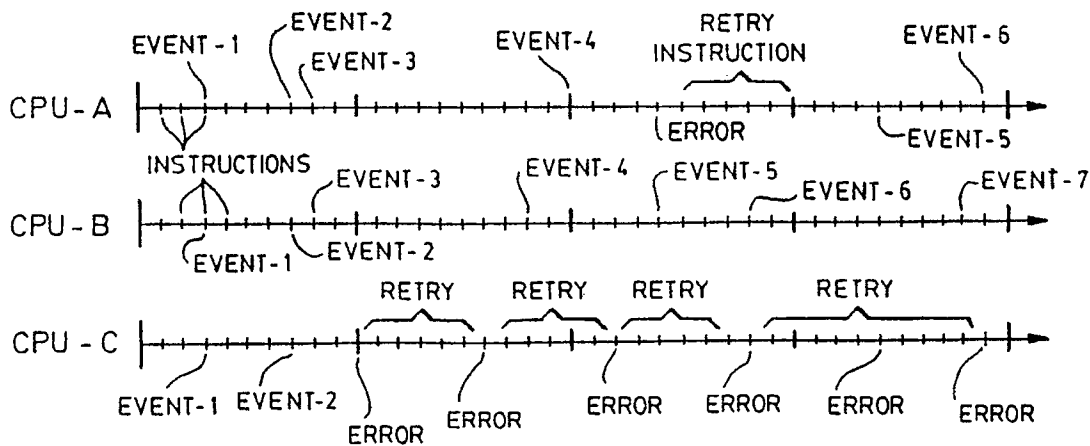 EVENT-1
EVENT-2
EVENT-3
EVENT-4
RETRY
INSTRUCTION
EVENT-6
CPU-A
ERROR
EVENT-5
INSTRUCTIONS
EVENT-3
EVENT-4
EVENT-5
EVENT-6
EVENT-7
CPU-B
EVENT-1
EVENT-2
RETRY
RETRY
RETRY
RETRY
CPU-C
EVENT-1
EVENT-2
ERROR
ERROR
ERROR
ERROR
ERROR
ERROR